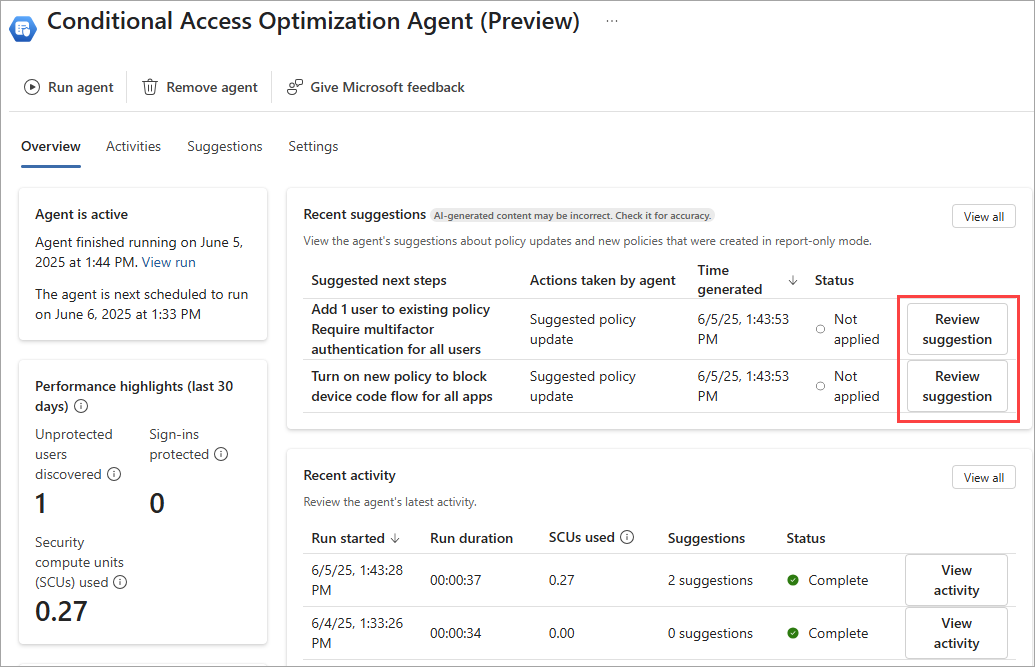 Conditional Access Optimization Agent (Preview) ...
Run agent
Remove agent
Give Microsoft feedback
Overview
Activities
Suggestions
Settings
Agent is active
Agent finished running on June 5,
2025 at 1:44 PM. View run
The agent is next scheduled to run
on June 6, 2025 at 1:33 PM
Performance highlights (last 30
days)
Unprotected
users
discovered
1
Sign-ins
protected
0
Security
compute units
(SCUs) used
0.27
Recent suggestions AI-generated content may be incorrect. Check it for accuracy.
View all
View the agent's suggestions about policy updates and new policies that were created in report-only mode.
Suggested next steps
Actions taken by agent
Time
generated
Status
Add 1 user to existing policy
Require multifactor
authentication for all users
Suggested policy
update
6/5/25, 1:43:53
PM
Not
applied
Review
suggestion
Turn on new policy to block
device code flow for all apps
Suggested policy
update
6/5/25, 1:43:53
PM
Not
applied
Review
suggestion
Recent activity
View all
Review the agent's latest activity.
Run started
Run duration
SCUs used
Suggestions
Status
6/5/25, 1:43:28
PM
00:00:37
0.27
2 suggestions
Complete
View
activity
6/4/25, 1:33:26
PM
00:00:34
0.00
0 suggestions
Complete
View
activity